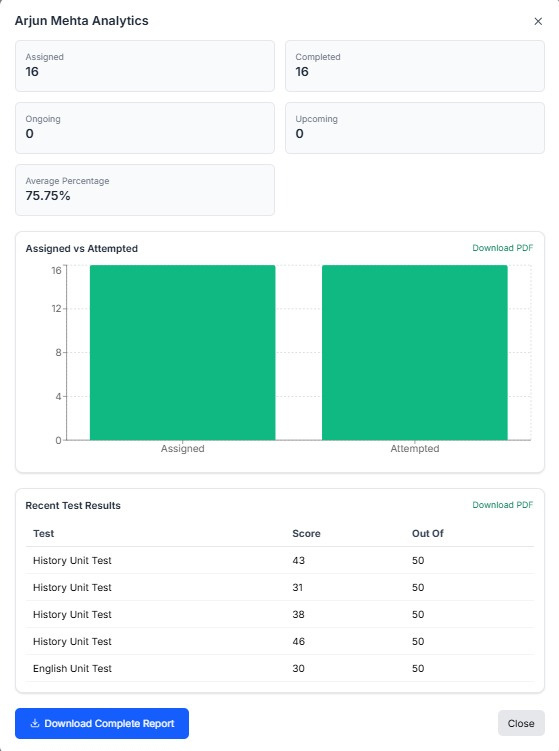 Arjun Mehta Analytics
Assigned
16
Completed
16
Ongoing
0
Upcoming
0
Average Percentage
75.75%
Assigned vs Attempted
Download PDF
16
12
8
4
0
Assigned Attempted
Recent Test Results
Download PDF
Test Score Out Of
History Unit Test 43 50
History Unit Test 31 50
History Unit Test 38 50
History Unit Test 46 50
English Unit Test 30 50
Download Complete Report
Close